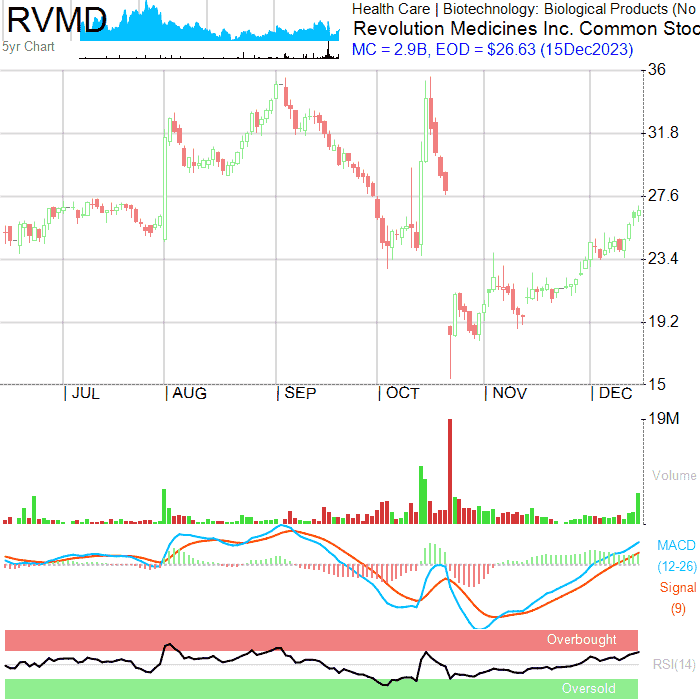 RVMD
5yr Chart
Health Care | Biotechnology: Biological Products (No
Revolution Medicines Inc. Common Stoc
MC = 2.9B, EOD = $26.63 (15Dec2023)
36
31.8
27.6
23.4
19.2
15
| JUL | AUG | SEP | OCT | NOV | DEC
19M
Volume
MACD
(12-26)
Signal
(9)
Overbought
RSI(14)
Oversold